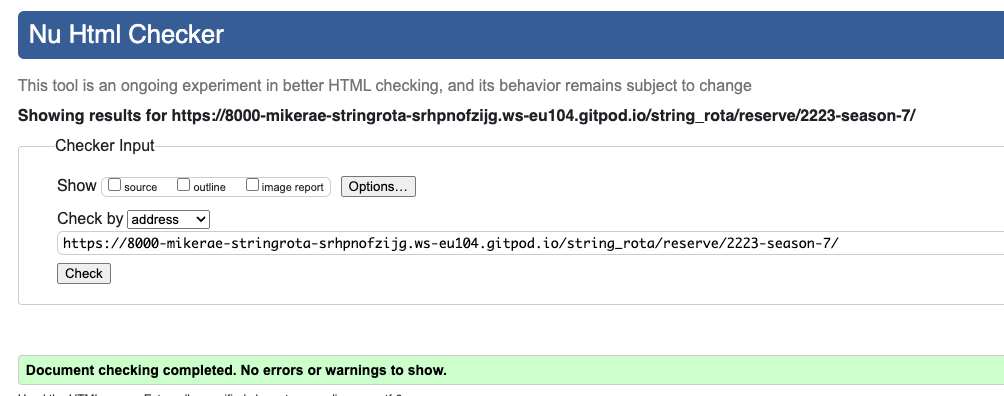 Nu Html Checker
This tool is an ongoing experiment in better HTML checking, and its behavior remains subject to change
Showing results for https://8000-mikerae-stringrota-srhpnofzijg.ws-eu104.gitpod.io/string_rota/reserve/2223-season-7/
Checker Input
Show source outline image report Options...
Check by address
https://8000-mikerae-stringrota-srhpnofzijg.ws-eu104.gitpod.io/string_rota/reserve/2223-season-7/
Check
Document checking completed. No errors or warnings to show.